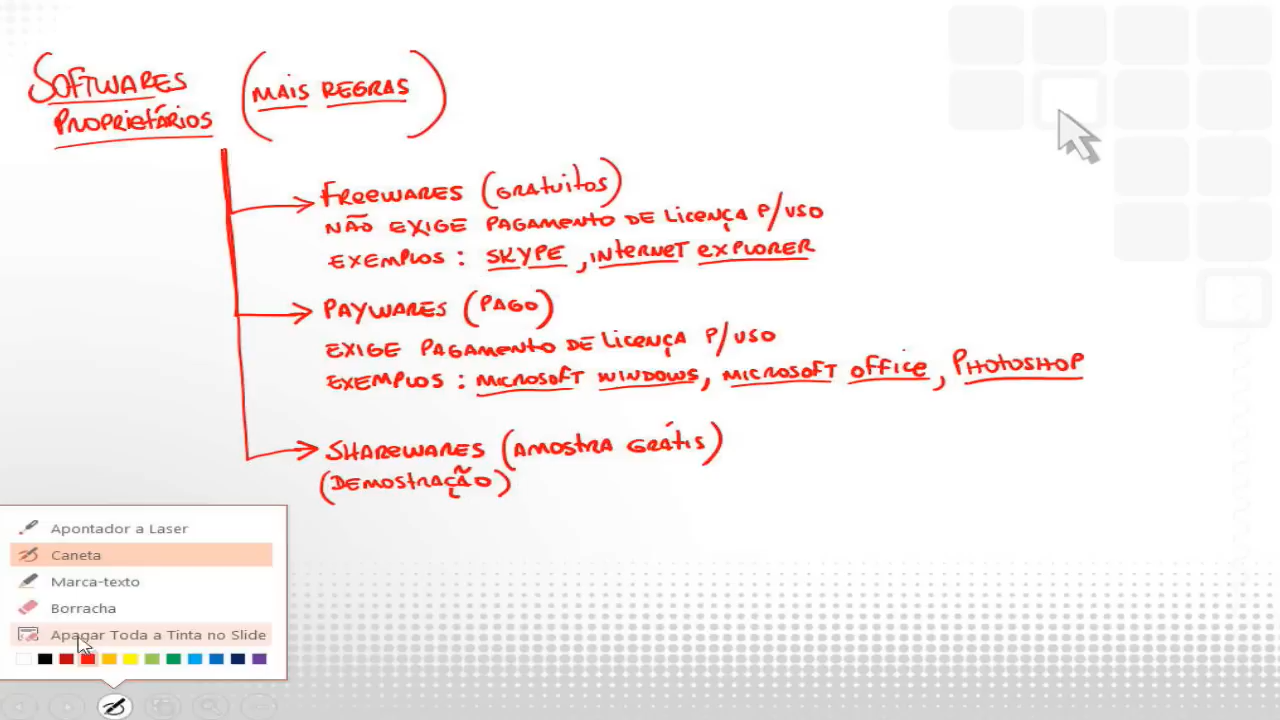 SOFTWARES (MAIS REGRAS)
PROPRIETÁRIOS
FREEWARES (GRATUITOS)
NÃO EXIGE PAGAMENTO DE LICENÇA P/USO
EXEMPLOS: SKYPE, INTERNET EXPLORER
PAYWARES (PAGO)
EXIGE PAGAMENTO DE LICENÇA P/USO
EXEMPLOS: MICROSOFT WINDOWS, MICROSOFT OFFICE, PHOTOSHOP
SHAREWARES (AMOSTRA GRÁTIS)
(DEMOSTRAÇÃO)
Apontador a Laser
Caneta
Marca-texto
Borracha
Apagar Toda a Tinta no Slide